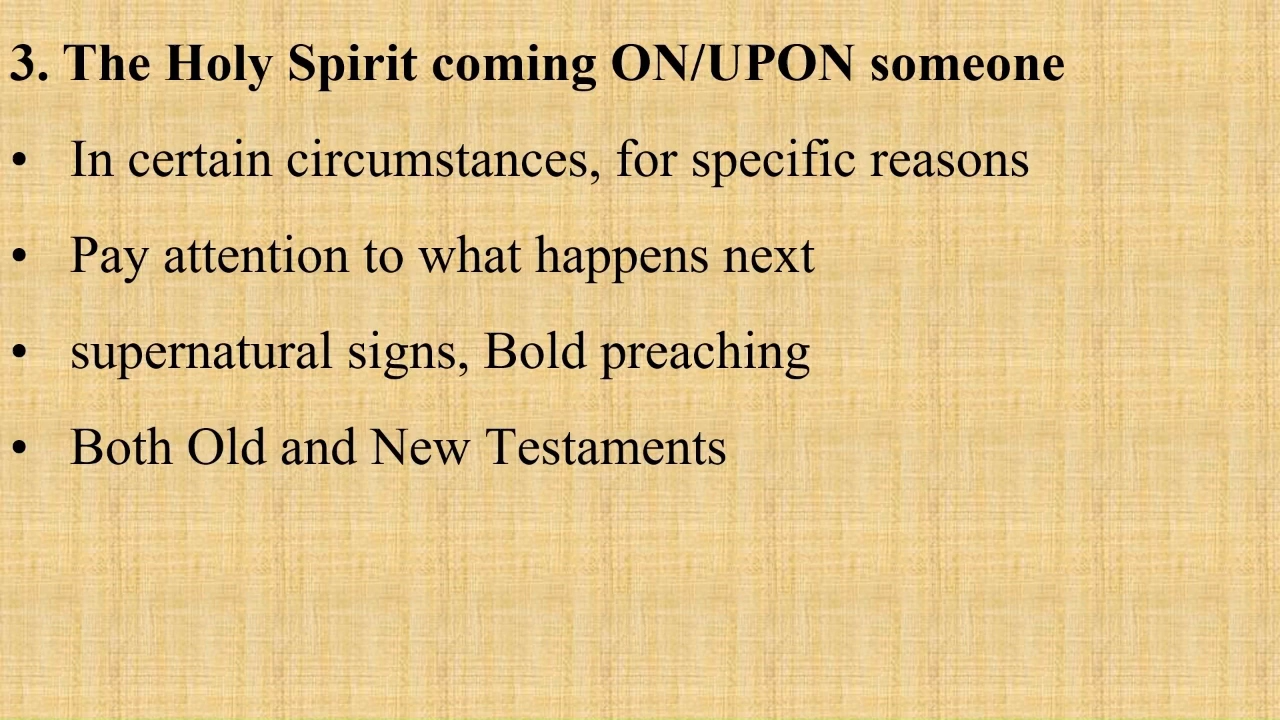 3. The Holy Spirit coming ON/UPON someone
• In certain circumstances, for specific reasons
• Pay attention to what happens next
• supernatural signs, Bold preaching
• Both Old and New Testaments